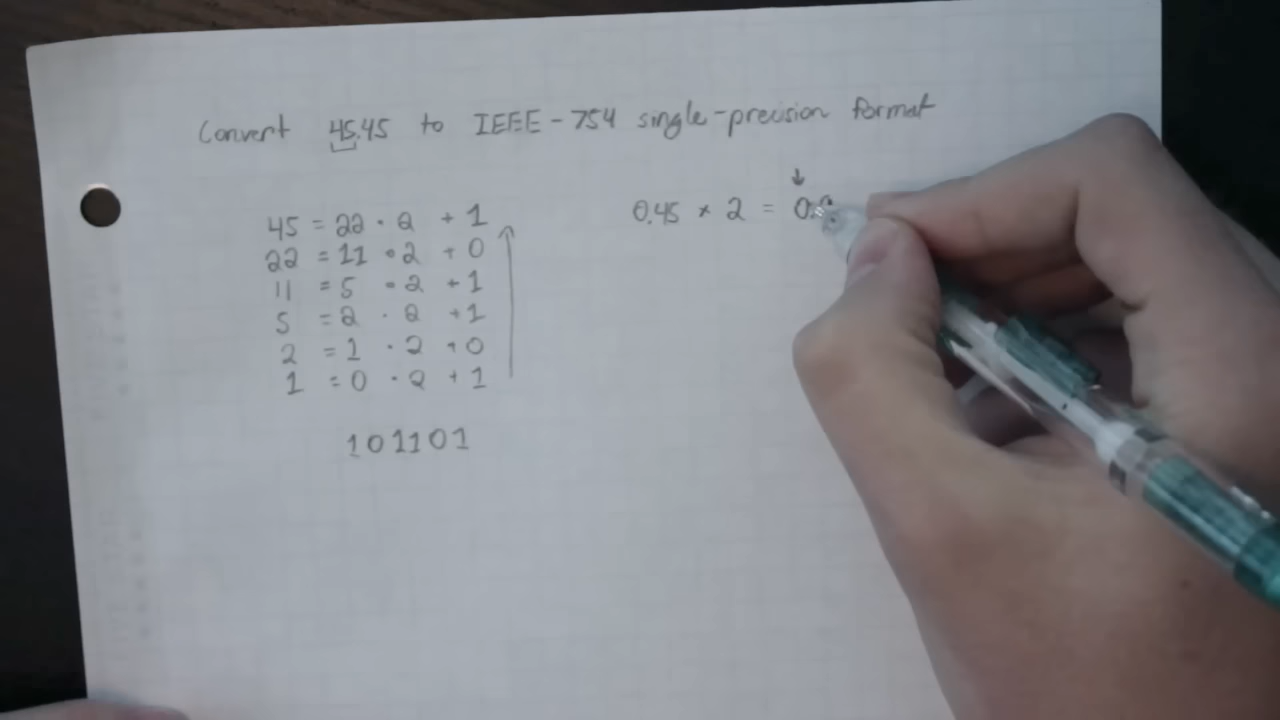 Convert 45.45 to IEEE-754 single-precision format
45 = 22 · 2 + 1
22 = 11 · 2 + 0
11 = 5 · 2 + 1
5 = 2 · 2 + 1
2 = 1 · 2 + 0
1 = 0 · 2 + 1
101101
↓
0.45 × 2 = 0.